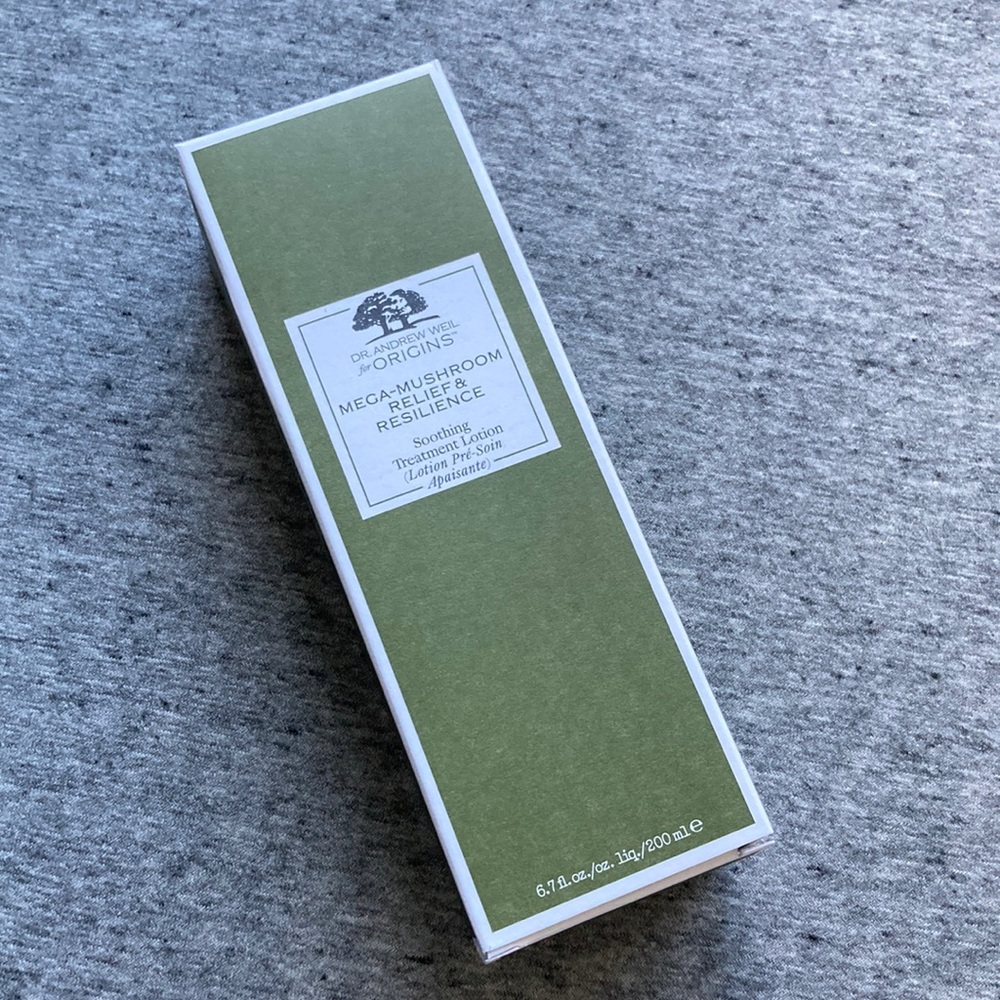 DR. ANDREW WEIL
for ORIGINS™
MEGA-MUSHROOM
RELIEF &
RESILIENCE
Soothing
Treatment Lotion
(Lotion Pré-Soin
Apaisante)
6.7 fl.oz./oz. liq./200 ml ℮